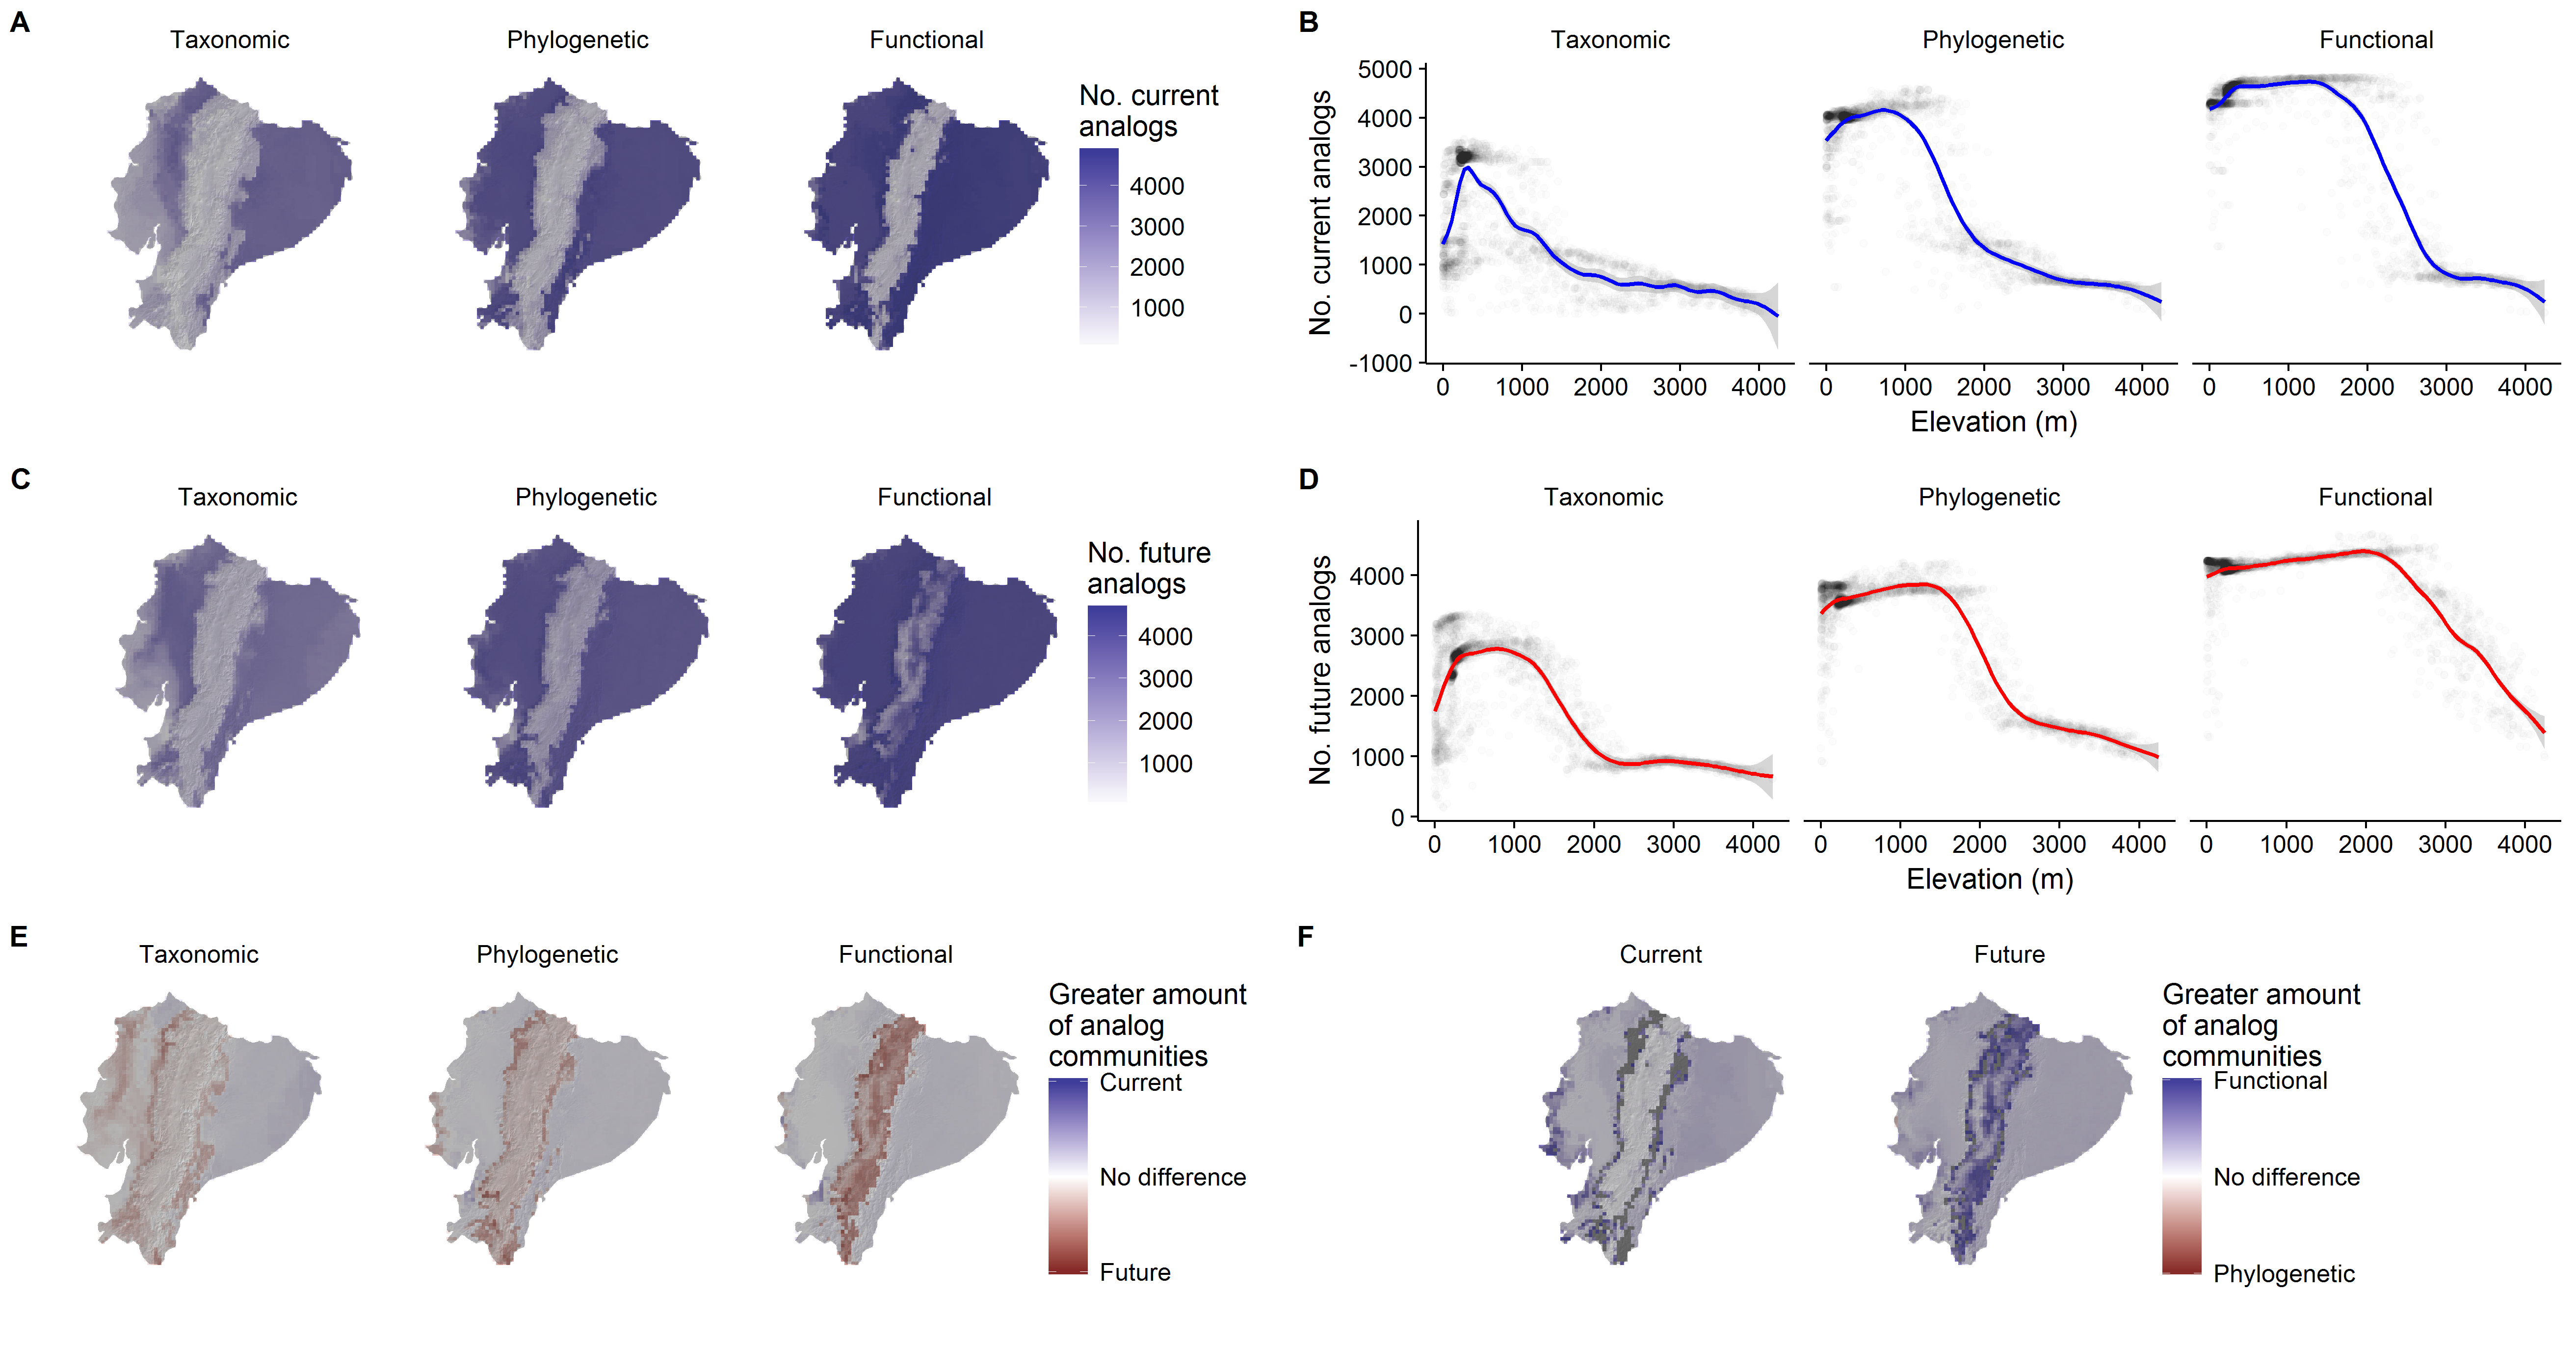 A
Taxonomic
Phylogenetic
Functional
No. current
analogs
4000
3000
2000
1000
B
Taxonomic
Phylogenetic
Functional
No. current analogs
5000
4000
3000
2000
1000
0
-1000
0 1000 2000 3000 4000
0 1000 2000 3000 4000
0 1000 2000 3000 4000
Elevation (m)
C
Taxonomic
Phylogenetic
Functional
No. future
analogs
4000
3000
2000
1000
D
Taxonomic
Phylogenetic
Functional
No. future analogs
4000
3000
2000
1000
0
0 1000 2000 3000 4000
0 1000 2000 3000 4000
0 1000 2000 3000 4000
Elevation (m)
E
Taxonomic
Phylogenetic
Functional
Greater amount
of analog
communities
Current
No difference
Future
F
Current
Future
Greater amount
of analog
communities
Functional
No difference
Phylogenetic